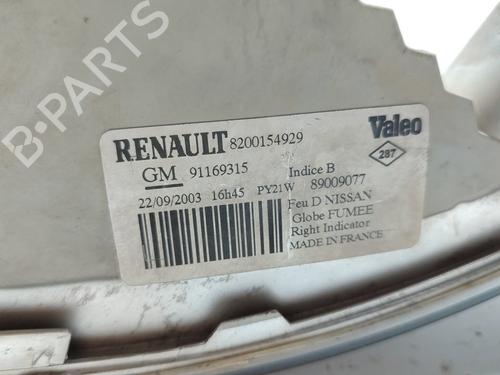 B-PARTS
RENAULT 8200154929
Valeo
GM 91169315 Indice B
287
22/09/2003 16h45 PY21W 89009077
Feu D NISSAN
Globe FUMEE
Right Indicator
MADE IN FRANCE
B-PARTS